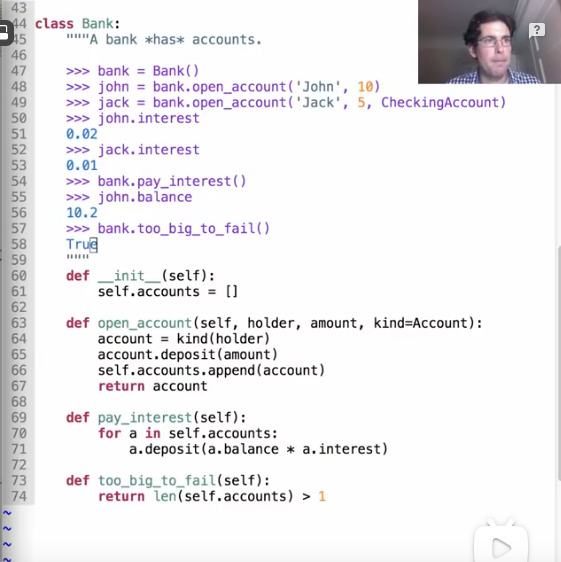 43
44 class Bank:
45 """A bank *has* accounts.
46
47 >>> bank = Bank()
48 >>> john = bank.open_account('John', 10)
49 >>> jack = bank.open_account('Jack', 5, CheckingAccount)
50 >>> john.interest
51 0.02
52 >>> jack.interest
53 0.01
54 >>> bank.pay_interest()
55 >>> john.balance
56 10.2
57 >>> bank.too_big_to_fail()
58 True
59 """
60 def __init__(self):
61 self.accounts = []
62
63 def open_account(self, holder, amount, kind=Account):
64 account = kind(holder)
65 account.deposit(amount)
66 self.accounts.append(account)
67 return account
68
69 def pay_interest(self):
70 for a in self.accounts:
71 a.deposit(a.balance * a.interest)
72
73 def too_big_to_fail(self):
74 return len(self.accounts) > 1
~
~
~
~
?